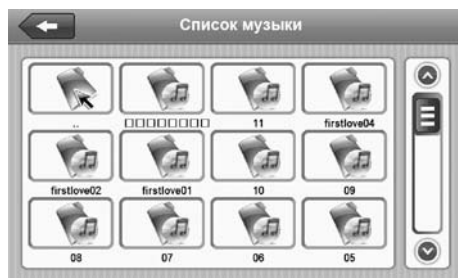 Список музыки
.. □□□□□□□□ 11 firstlove04
firstlove02 firstlove01 10 09
08 07 06 05